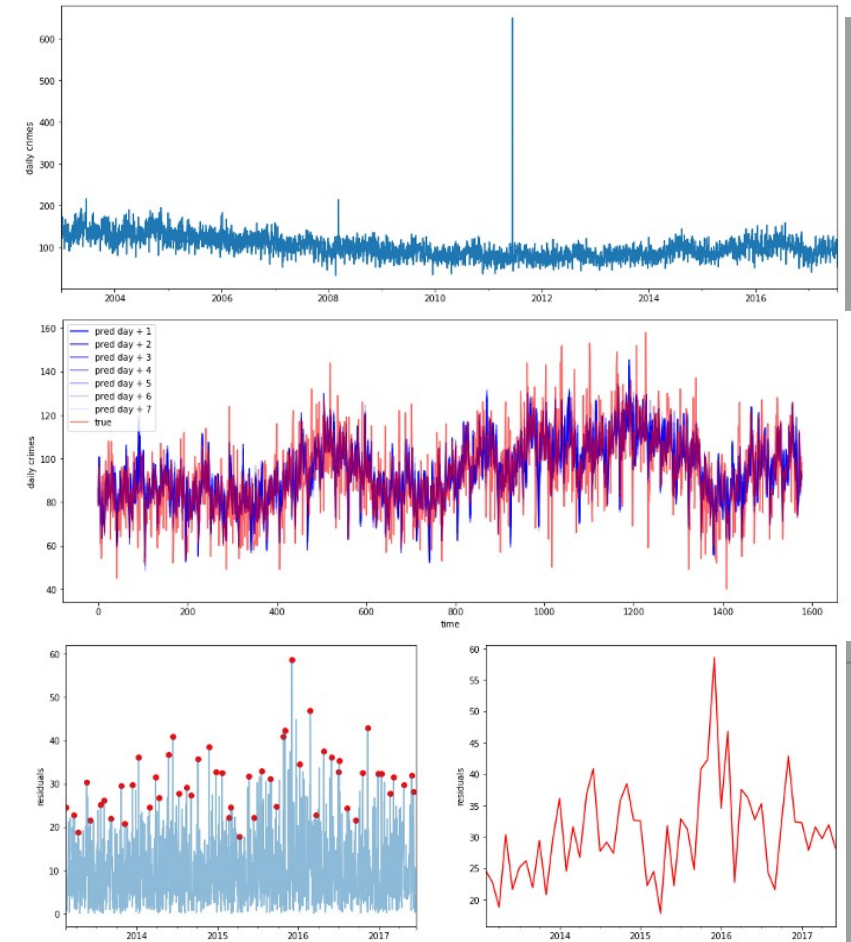 600
500
400
300
200
100
daily crimes
2004 2006 2008 2010 2012 2014 2016
160
140
120
100
80
60
40
daily crimes
pred day + 1
pred day + 2
pred day + 3
pred day + 4
pred day + 5
pred day + 6
pred day + 7
true
0 200 400 600 800 1000 1200 1400 1600
time
60
50
40
30
20
10
0
residuals
2014 2015 2016 2017
60
55
50
45
40
35
30
25
20
residuals
2014 2015 2016 2017